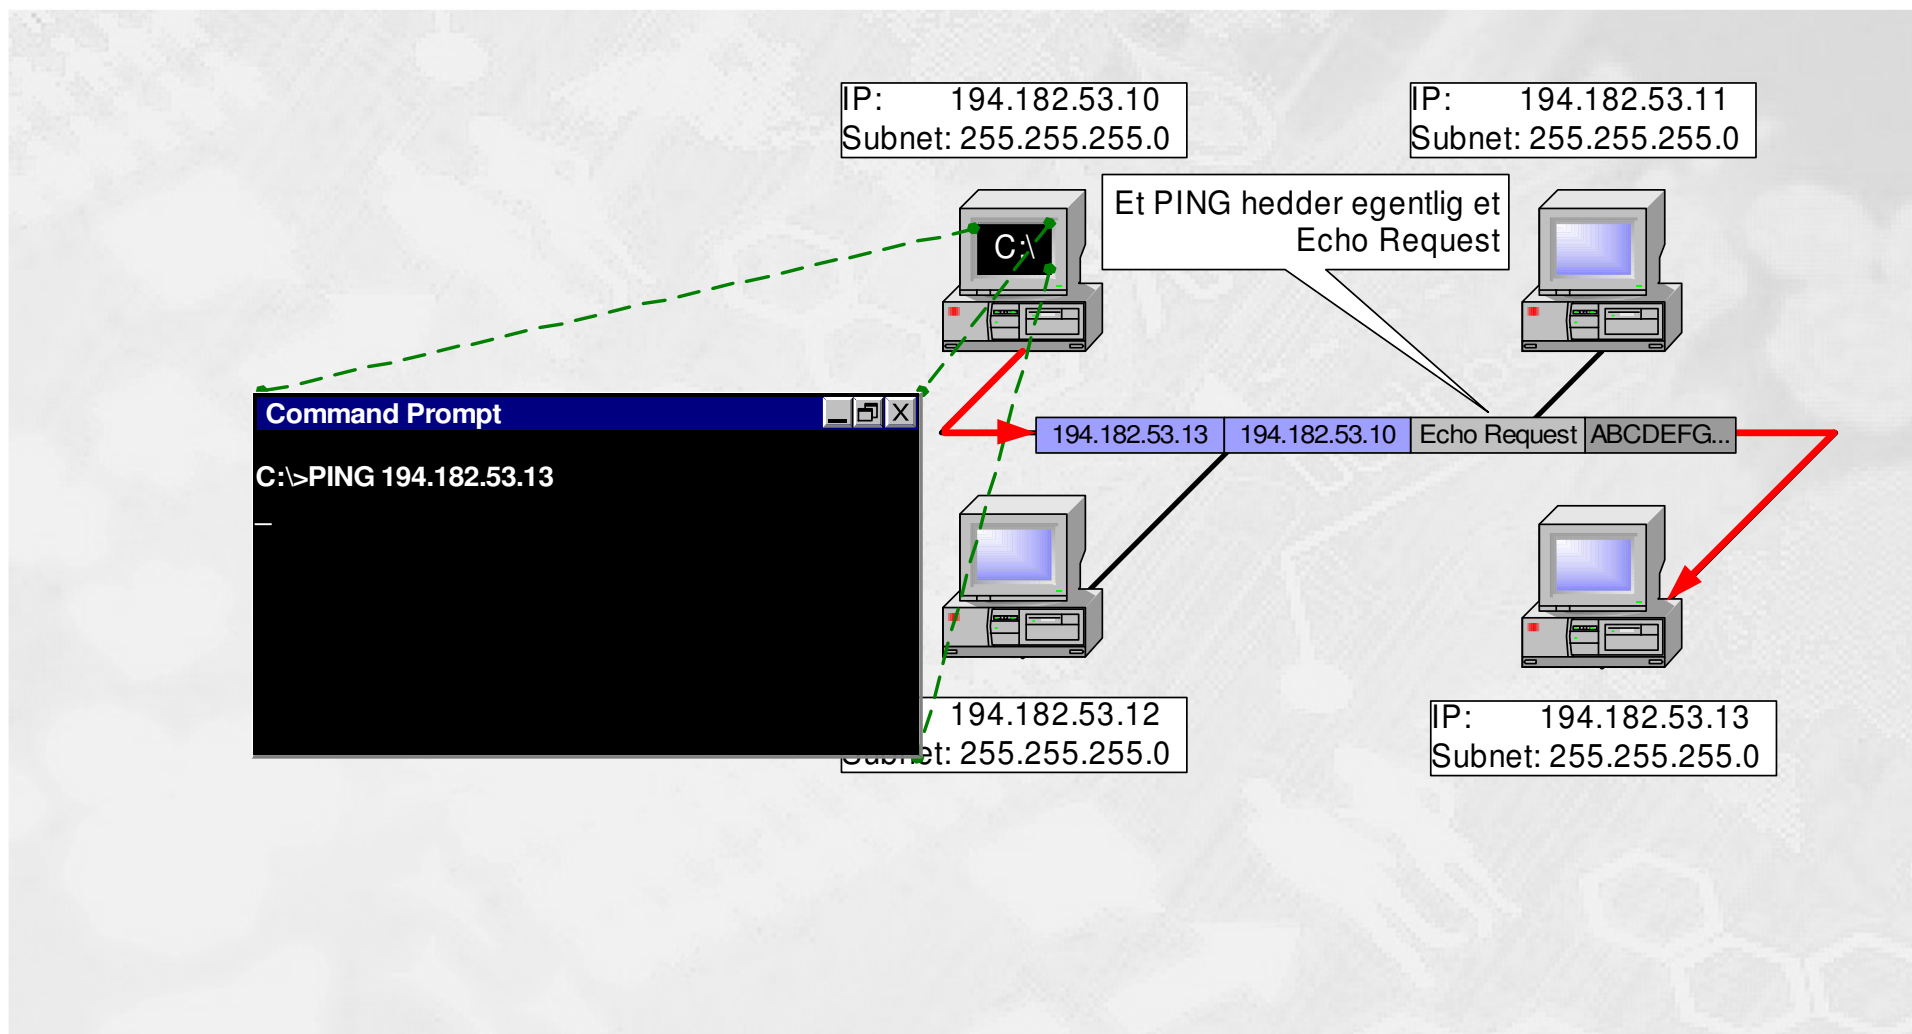 IP: 194.182.53.10
Subnet: 255.255.255.0
IP: 194.182.53.11
Subnet: 255.255.255.0
Et PING hedder egentlig et
Echo Request
C:\
Command Prompt
C:\>PING 194.182.53.13
_
194.182.53.13 194.182.53.10 Echo Request ABCDEFG...
194.182.53.12
Subnet: 255.255.255.0
IP: 194.182.53.13
Subnet: 255.255.255.0